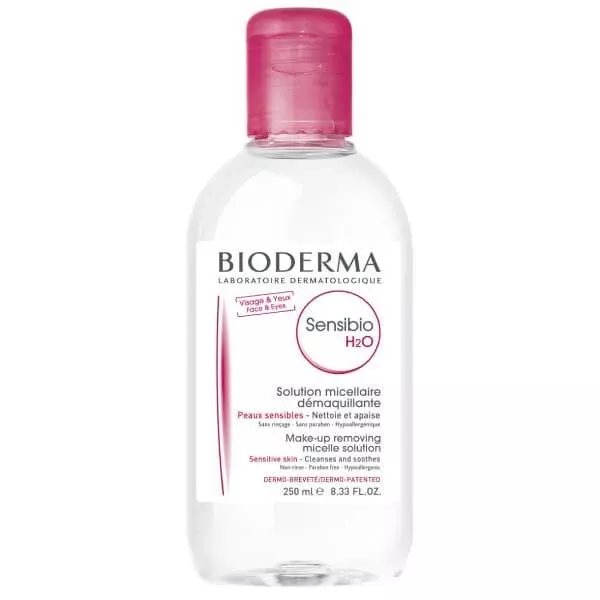 BIODERMA
LABORATOIRE DERMATOLOGIQUE
Visage & Yeux
Face & Eyes
Sensibio
H2O
Solution micellaire
démaquillante
Peaux sensibles - Nettoie et apaise
Sans rinçage - Sans paraben - Hypoallergénique
Make-up removing
micelle solution
Sensitive skin - Cleanses and soothes
Non-rinse - Paraben free - Hypoallergenic
DERMO-BREVETÉ/DERMO-PATENTED
250 ml ℮ 8.33 FL.OZ.